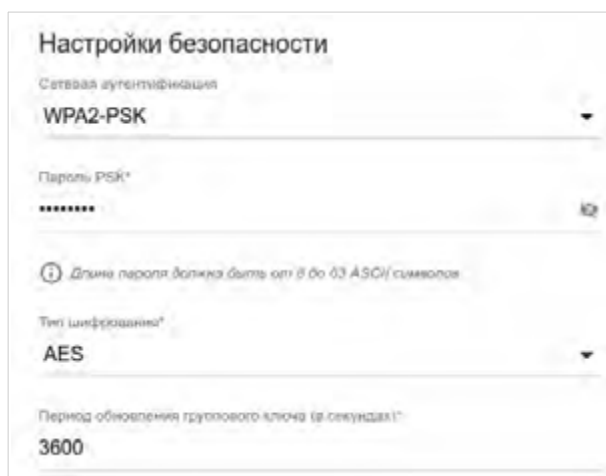 Настройки безопасности
Сетевая аутентификация
WPA2-PSK
Пароль PSK*
••••••••
Длина пароля должна быть от 8 до 63 ASCII символов
Тип шифрования*
AES
Период обновления группового ключа (в секундах)*
3600